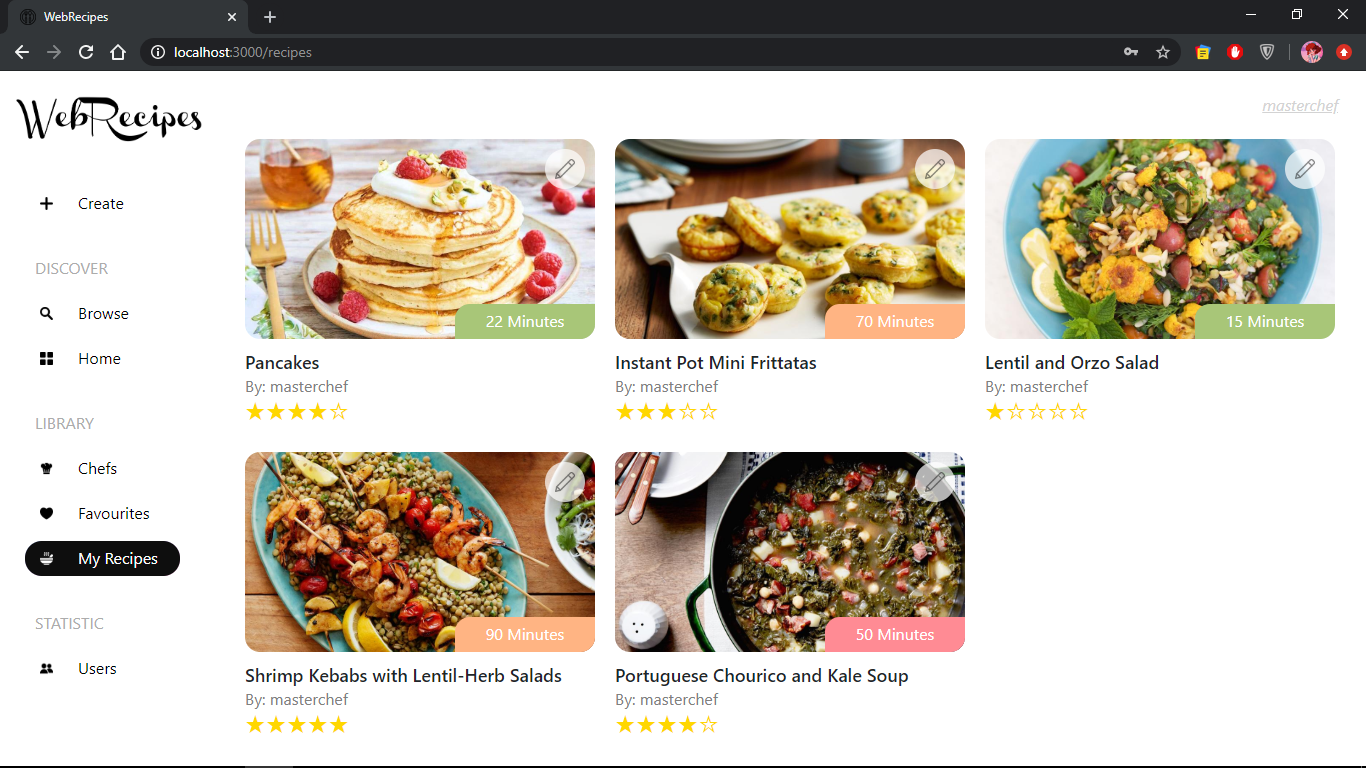 WebRecipes
localhost:3000/recipes
WebRecipes
masterchef
Create
DISCOVER
Browse
Home
LIBRARY
Chefs
Favourites
My Recipes
STATISTIC
Users
22 Minutes
Pancakes
By: masterchef
70 Minutes
Instant Pot Mini Frittatas
By: masterchef
15 Minutes
Lentil and Orzo Salad
By: masterchef
90 Minutes
Shrimp Kebabs with Lentil-Herb Salads
By: masterchef
50 Minutes
Portuguese Chourico and Kale Soup
By: masterchef